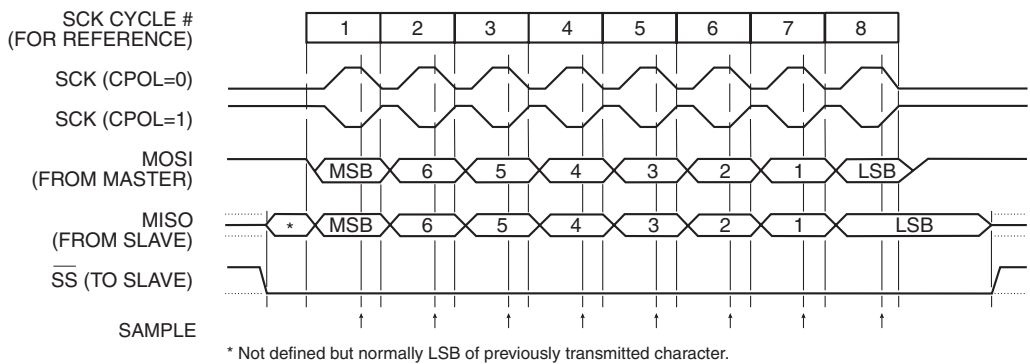 SCK CYCLE #
(FOR REFERENCE)
1 2 3 4 5 6 7 8
SCK (CPOL=0)
SCK (CPOL=1)
MOSI
(FROM MASTER)
MSB 6 5 4 3 2 1 LSB
MISO
(FROM SLAVE)
* MSB 6 5 4 3 2 1 LSB
SS (TO SLAVE)
SAMPLE
* Not defined but normally LSB of previously transmitted character.